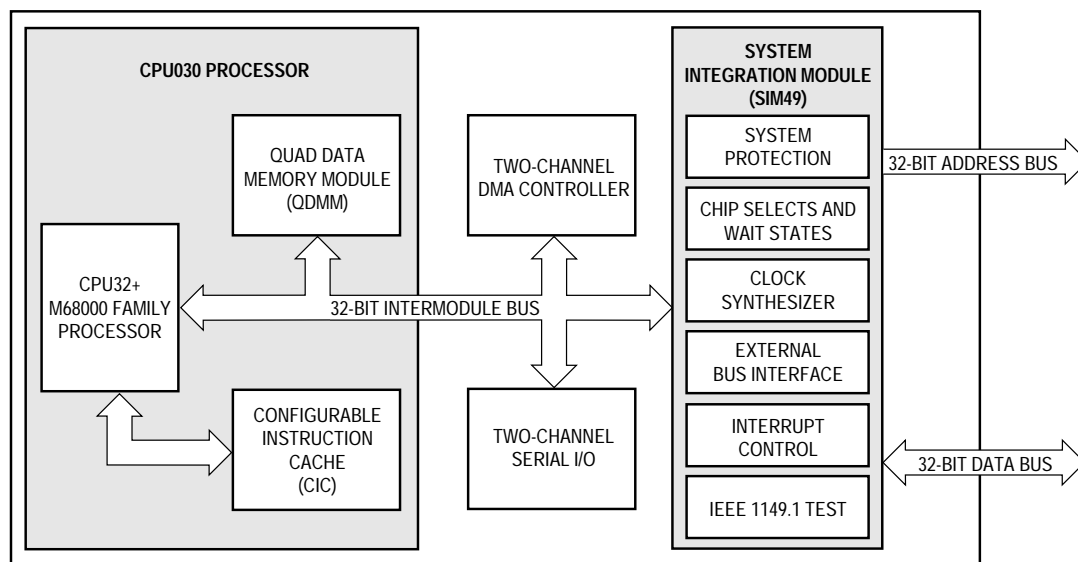 CPU030 PROCESSOR
QUAD DATA
MEMORY MODULE
(QDMM)
CPU32+
M68000 FAMILY
PROCESSOR
CONFIGURABLE
INSTRUCTION
CACHE
(CIC)
32-BIT INTERMODULE BUS
TWO-CHANNEL
DMA CONTROLLER
TWO-CHANNEL
SERIAL I/O
SYSTEM
INTEGRATION MODULE
(SIM49)
SYSTEM
PROTECTION
CHIP SELECTS AND
WAIT STATES
CLOCK
SYNTHESIZER
EXTERNAL
BUS INTERFACE
INTERRUPT
CONTROL
IEEE 1149.1 TEST
32-BIT ADDRESS BUS
32-BIT DATA BUS